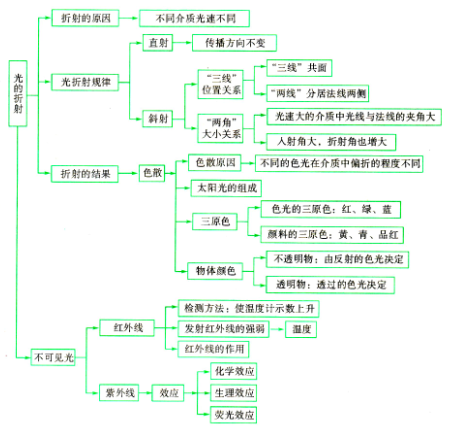 光的折射
折射的原因
不同介质光速不同
光折射规律
直射
传播方向不变
斜射
“三线”
位置关系
“三线”共面
“两线”分居法线两侧
“两角”
大小关系
光速大的介质中光线与法线的夹角大
人射角大，折射角也增大
折射的结果
色散
色散原因
不同的色光在介质中偏折的程度不同
太阳光的组成
三原色
色光的三原色：红、绿、蓝
颜料的三原色：黄、青、品红
物体颜色
不透明物：由反射的色光决定
透明物：透过的色光决定
不可见光
红外线
检测方法：使温度计示数上升
发射红外线的强弱
温度
红外线的作用
紫外线
效应
化学效应
生理效应
荧光效应